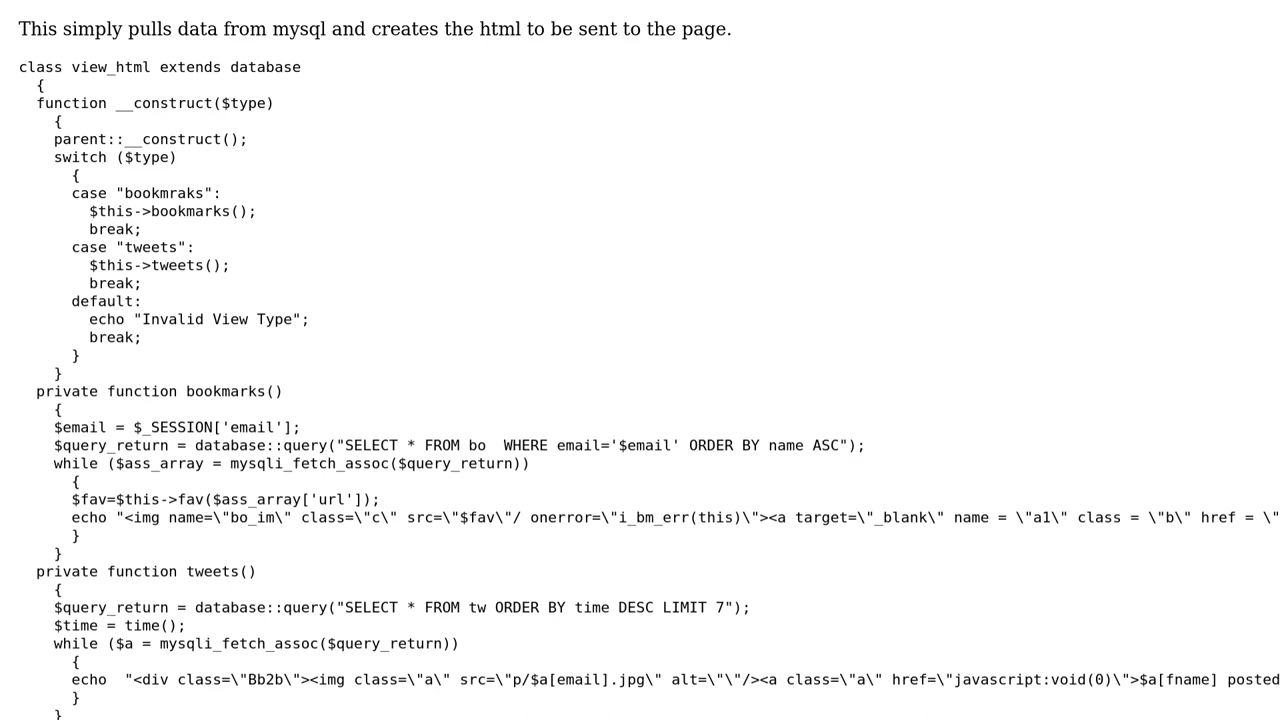 This simply pulls data from mysql and creates the html to be sent to the page.
class view_html extends database
  {
  function __construct($type)
    {
    parent::__construct();
    switch ($type)
      {
      case "bookmraks":
        $this->bookmarks();
        break;
      case "tweets":
        $this->tweets();
        break;
      default:
        echo "Invalid View Type";
        break;
      }
    }
  private function bookmarks()
    {
    $email = $_SESSION['email'];
    $query_return = database::query("SELECT * FROM bo  WHERE email='$email' ORDER BY name ASC");
    while ($ass_array = mysqli_fetch_assoc($query_return))
      {
      $fav=$this->fav($ass_array['url']);
      echo "<img name=\"bo_im\" class=\"c\" src=\"$fav\"/ onerror=\"i_bm_err(this)\"><a target=\"_blank\" name = \"a1\" class = \"b\" href = \"
      }
    }
  private function tweets()
    {
    $query_return = database::query("SELECT * FROM tw ORDER BY time DESC LIMIT 7");
    $time = time();
    while ($a = mysqli_fetch_assoc($query_return))
      {
      echo  "<div class=\"Bb2b\"><img class=\"a\" src=\"p/$a[email].jpg\" alt=\"\"/><a class=\"a\" href=\"javascript:void(0)\">$a[fname] posted
      }
    }